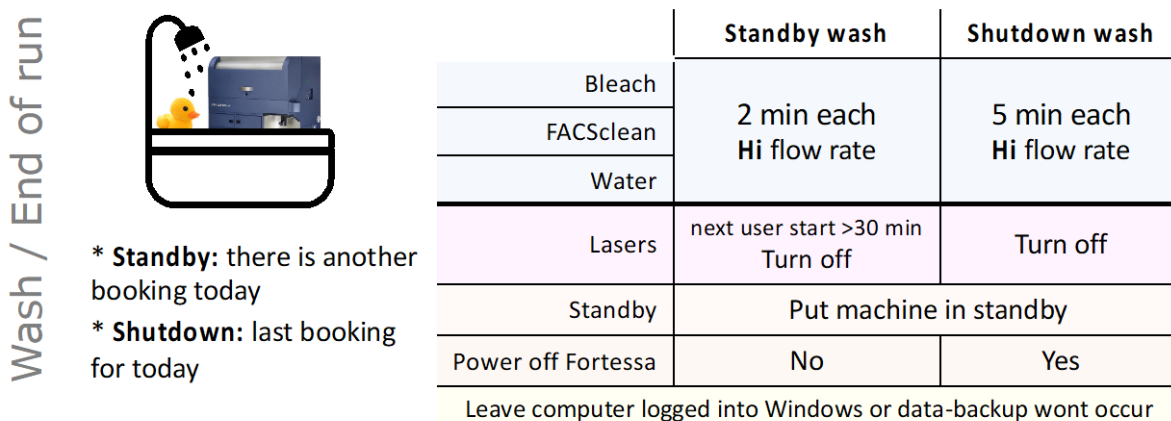 Wash / End of run
* Standby: there is another
booking today
* Shutdown: last booking
for today
Standby wash
Shutdown wash
Bleach
FACSclean
Water
2 min each
Hi flow rate
5 min each
Hi flow rate
Lasers
next user start >30 min
Turn off
Turn off
Standby
Put machine in standby
Power off Fortessa
No
Yes
Leave computer logged into Windows or data-backup wont occur